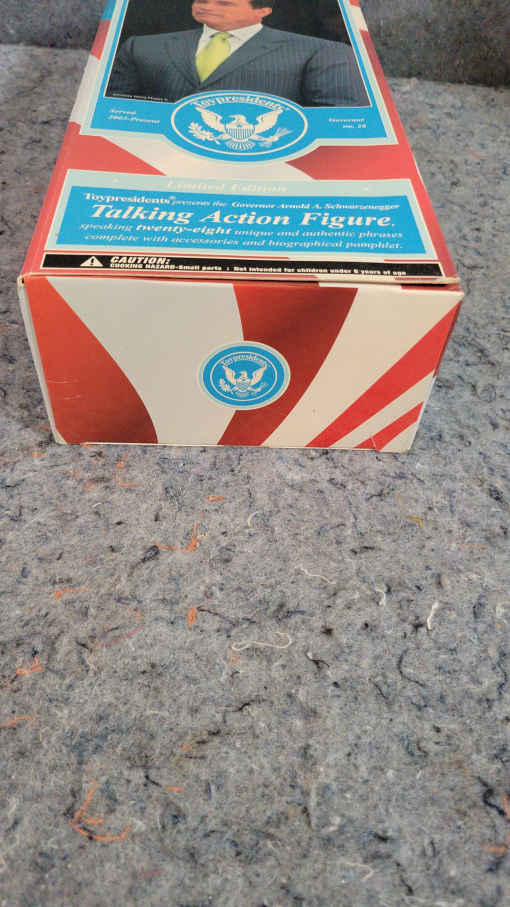 Toypresidents
Served
2003-Present
Governor
no. 38
Limited Edition
Toypresidents® presents the Governor Arnold A. Schwarzenegger
Talking Action Figure,
speaking twenty-eight unique and authentic phrases
complete with accessories and biographical pamphlet.
CAUTION:
CHOKING HAZARD-Small parts : Not intended for children under 6 years of age
Toypresidents